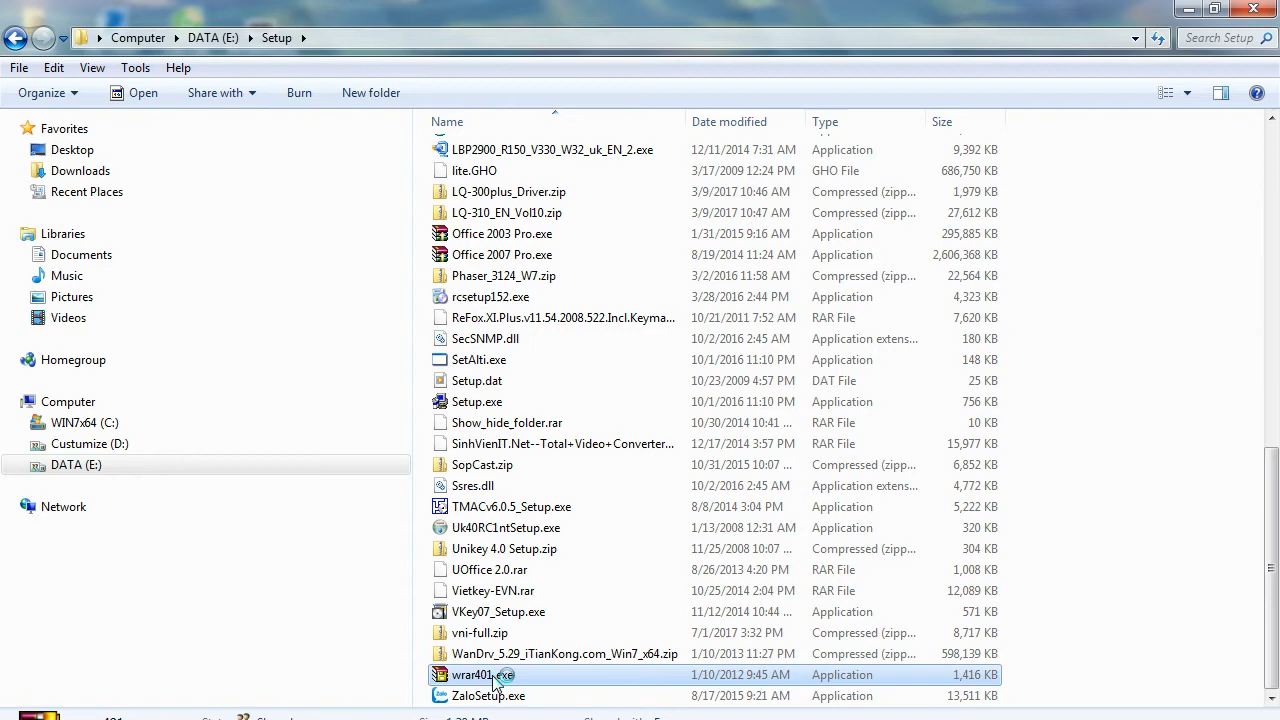 Computer DATA (E:) Setup Search Setup
File Edit View Tools Help
Organize Open Share with Burn New folder
Favorites
Desktop
Downloads
Recent Places
Libraries
Documents
Music
Pictures
Videos
Homegroup
Computer
WIN7x64 (C:)
Custumize (D:)
DATA (E:)
Network
Name Date modified Type Size
LBP2900_R150_V330_W32_uk_EN_2.exe 12/11/2014 7:31 AM Application 9,392 KB
lite.GHO 3/17/2009 12:24 PM GHO File 686,750 KB
LQ-300plus_Driver.zip 3/9/2017 10:46 AM Compressed (zipp... 1,979 KB
LQ-310_EN_Vol10.zip 3/9/2017 10:47 AM Compressed (zipp... 27,612 KB
Office 2003 Pro.exe 1/31/2015 9:16 AM Application 295,885 KB
Office 2007 Pro.exe 8/19/2014 11:24 AM Application 2,606,368 KB
Phaser_3124_W7.zip 3/2/2016 11:58 AM Compressed (zipp... 22,564 KB
rcsetup152.exe 3/28/2016 2:44 PM Application 4,323 KB
ReFox.XI.Plus.v11.54.2008.522.Incl.Keyma... 10/21/2011 7:52 AM RAR File 7,620 KB
SecSNMP.dll 10/2/2016 2:45 AM Application extens... 180 KB
SetAlti.exe 10/1/2016 11:10 PM Application 148 KB
Setup.dat 10/23/2009 4:57 PM DAT File 25 KB
Setup.exe 10/1/2016 11:10 PM Application 756 KB
Show_hide_folder.rar 10/30/2014 10:41 ... RAR File 10 KB
SinhVienIT.Net--Total+Video+Converter... 12/17/2014 3:57 PM RAR File 15,977 KB
SopCast.zip 10/31/2015 10:07 ... Compressed (zipp... 6,852 KB
Ssres.dll 10/2/2016 2:45 AM Application extens... 4,772 KB
TMACv6.0.5_Setup.exe 8/8/2014 3:04 PM Application 5,222 KB
Uk40RC1ntSetup.exe 1/13/2008 12:31 AM Application 320 KB
Unikey 4.0 Setup.zip 11/25/2008 10:07 ... Compressed (zipp... 304 KB
UOffice 2.0.rar 8/26/2013 4:20 PM RAR File 1,008 KB
Vietkey-EVN.rar 10/25/2014 2:04 PM RAR File 12,089 KB
VKey07_Setup.exe 11/12/2014 10:44 ... Application 571 KB
vni-full.zip 7/1/2017 3:32 PM Compressed (zipp... 8,717 KB
WanDrv_5.29_iTianKong.com_Win7_x64.zip 1/10/2013 11:27 PM Compressed (zipp... 598,139 KB
wrar401.exe 1/10/2012 9:45 AM Application 1,416 KB
ZaloSetup.exe 8/17/2015 9:21 AM Application 13,511 KB